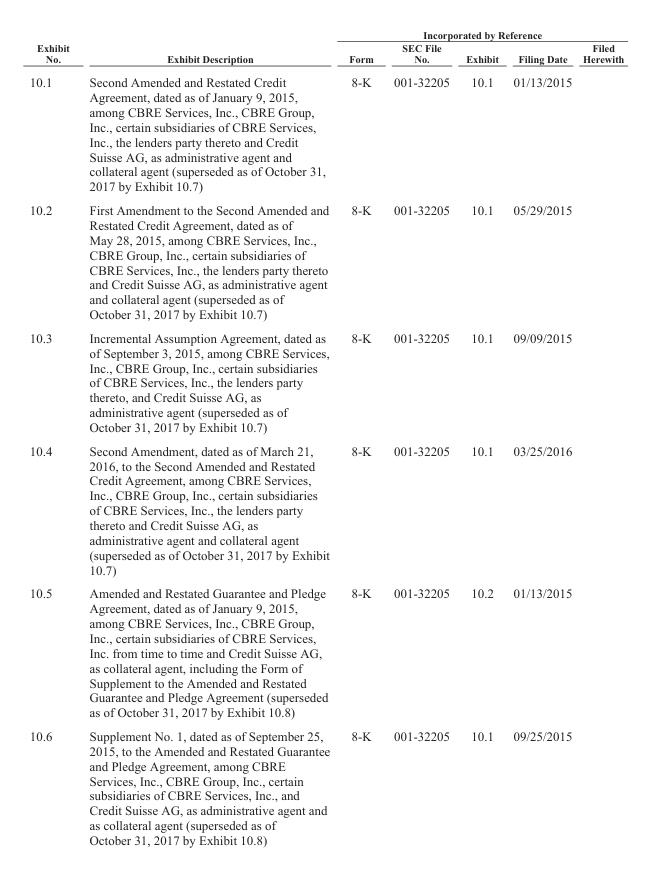 Incorporated by Reference
Exhibit No. Exhibit Description Form SEC File No. Exhibit Filing Date Filed Herewith
10.1 Second Amended and Restated Credit 8-K 001-32205 10.1 01/13/2015
Agreement, dated as of January 9, 2015,
among CBRE Services, Inc., CBRE Group,
Inc., certain subsidiaries of CBRE Services,
Inc., the lenders party thereto and Credit
Suisse AG, as administrative agent and
collateral agent (superseded as of October 31,
2017 by Exhibit 10.7)
10.2 First Amendment to the Second Amended and 8-K 001-32205 10.1 05/29/2015
Restated Credit Agreement, dated as of
May 28, 2015, among CBRE Services, Inc.,
CBRE Group, Inc., certain subsidiaries of
CBRE Services, Inc., the lenders party thereto
and Credit Suisse AG, as administrative agent
and collateral agent (superseded as of
October 31, 2017 by Exhibit 10.7)
10.3 Incremental Assumption Agreement, dated as 8-K 001-32205 10.1 09/09/2015
of September 3, 2015, among CBRE Services,
Inc., CBRE Group, Inc., certain subsidiaries
of CBRE Services, Inc., the lenders party
thereto, and Credit Suisse AG, as
administrative agent (superseded as of
October 31, 2017 by Exhibit 10.7)
10.4 Second Amendment, dated as of March 21, 8-K 001-32205 10.1 03/25/2016
2016, to the Second Amended and Restated
Credit Agreement, among CBRE Services,
Inc., CBRE Group, Inc., certain subsidiaries
of CBRE Services, Inc., the lenders party
thereto and Credit Suisse AG, as
administrative agent and collateral agent
(superseded as of October 31, 2017 by Exhibit
10.7)
10.5 Amended and Restated Guarantee and Pledge 8-K 001-32205 10.2 01/13/2015
Agreement, dated as of January 9, 2015,
among CBRE Services, Inc., CBRE Group,
Inc., certain subsidiaries of CBRE Services,
Inc. from time to time and Credit Suisse AG,
as collateral agent, including the Form of
Supplement to the Amended and Restated
Guarantee and Pledge Agreement (superseded
as of October 31, 2017 by Exhibit 10.8)
10.6 Supplement No. 1, dated as of September 25, 8-K 001-32205 10.1 09/25/2015
2015, to the Amended and Restated Guarantee
and Pledge Agreement, among CBRE
Services, Inc., CBRE Group, Inc., certain
subsidiaries of CBRE Services, Inc., and
Credit Suisse AG, as administrative agent and
as collateral agent (superseded as of
October 31, 2017 by Exhibit 10.8)